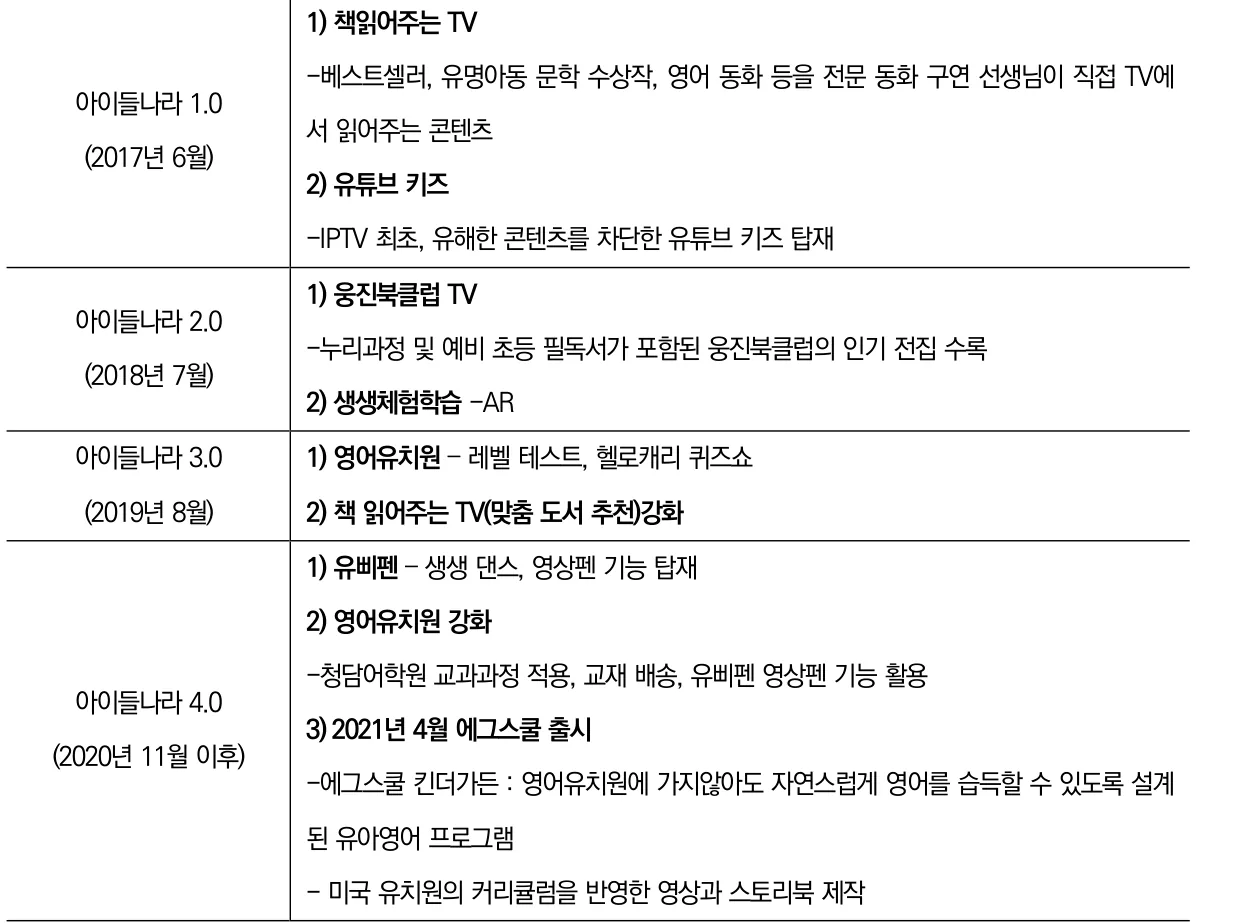 아이들나라 1.0
(2017년 6월)
1) 책읽어주는 TV
-베스트셀러, 유명아동 문학 수상작, 영어 동화 등을 전문 동화 구연 선생님이 직접 TV에
서 읽어주는 콘텐츠
2) 유튜브 키즈
-IPTV 최초, 유해한 콘텐츠를 차단한 유튜브 키즈 탑재
아이들나라 2.0
(2018년 7월)
1) 웅진북클럽 TV
-누리과정 및 예비 초등 필독서가 포함된 웅진북클럽의 인기 전집 수록
2) 생생체험학습 -AR
아이들나라 3.0
(2019년 8월)
1) 영어유치원 - 레벨 테스트, 헬로캐리 퀴즈쇼
2) 책 읽어주는 TV(맞춤 도서 추천)강화
아이들나라 4.0
(2020년 11월 이후)
1) 유삐펜 - 생생 댄스, 영상펜 기능 탑재
2) 영어유치원 강화
-청담어학원 교과과정 적용, 교재 배송, 유삐펜 영상펜 기능 활용
3) 2021년 4월 에그스쿨 출시
-에그스쿨 킨더가든 : 영어유치원에 가지않아도 자연스럽게 영어를 습득할 수 있도록 설계
된 유아영어 프로그램
- 미국 유치원의 커리큘럼을 반영한 영상과 스토리북 제작